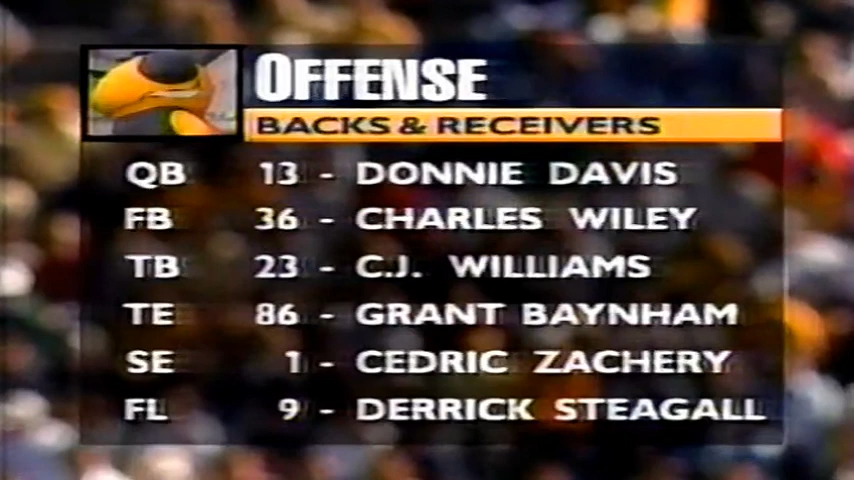 OFFENSE
BACKS & RECEIVERS
QB 13 - DONNIE DAVIS
FB 36 - CHARLES WILEY
TB 23 - C.J. WILLIAMS
TE 86 - GRANT BAYNHAM
SE 1 - CEDRIC ZACHERY
FL 9 - DERRICK STEAGALL